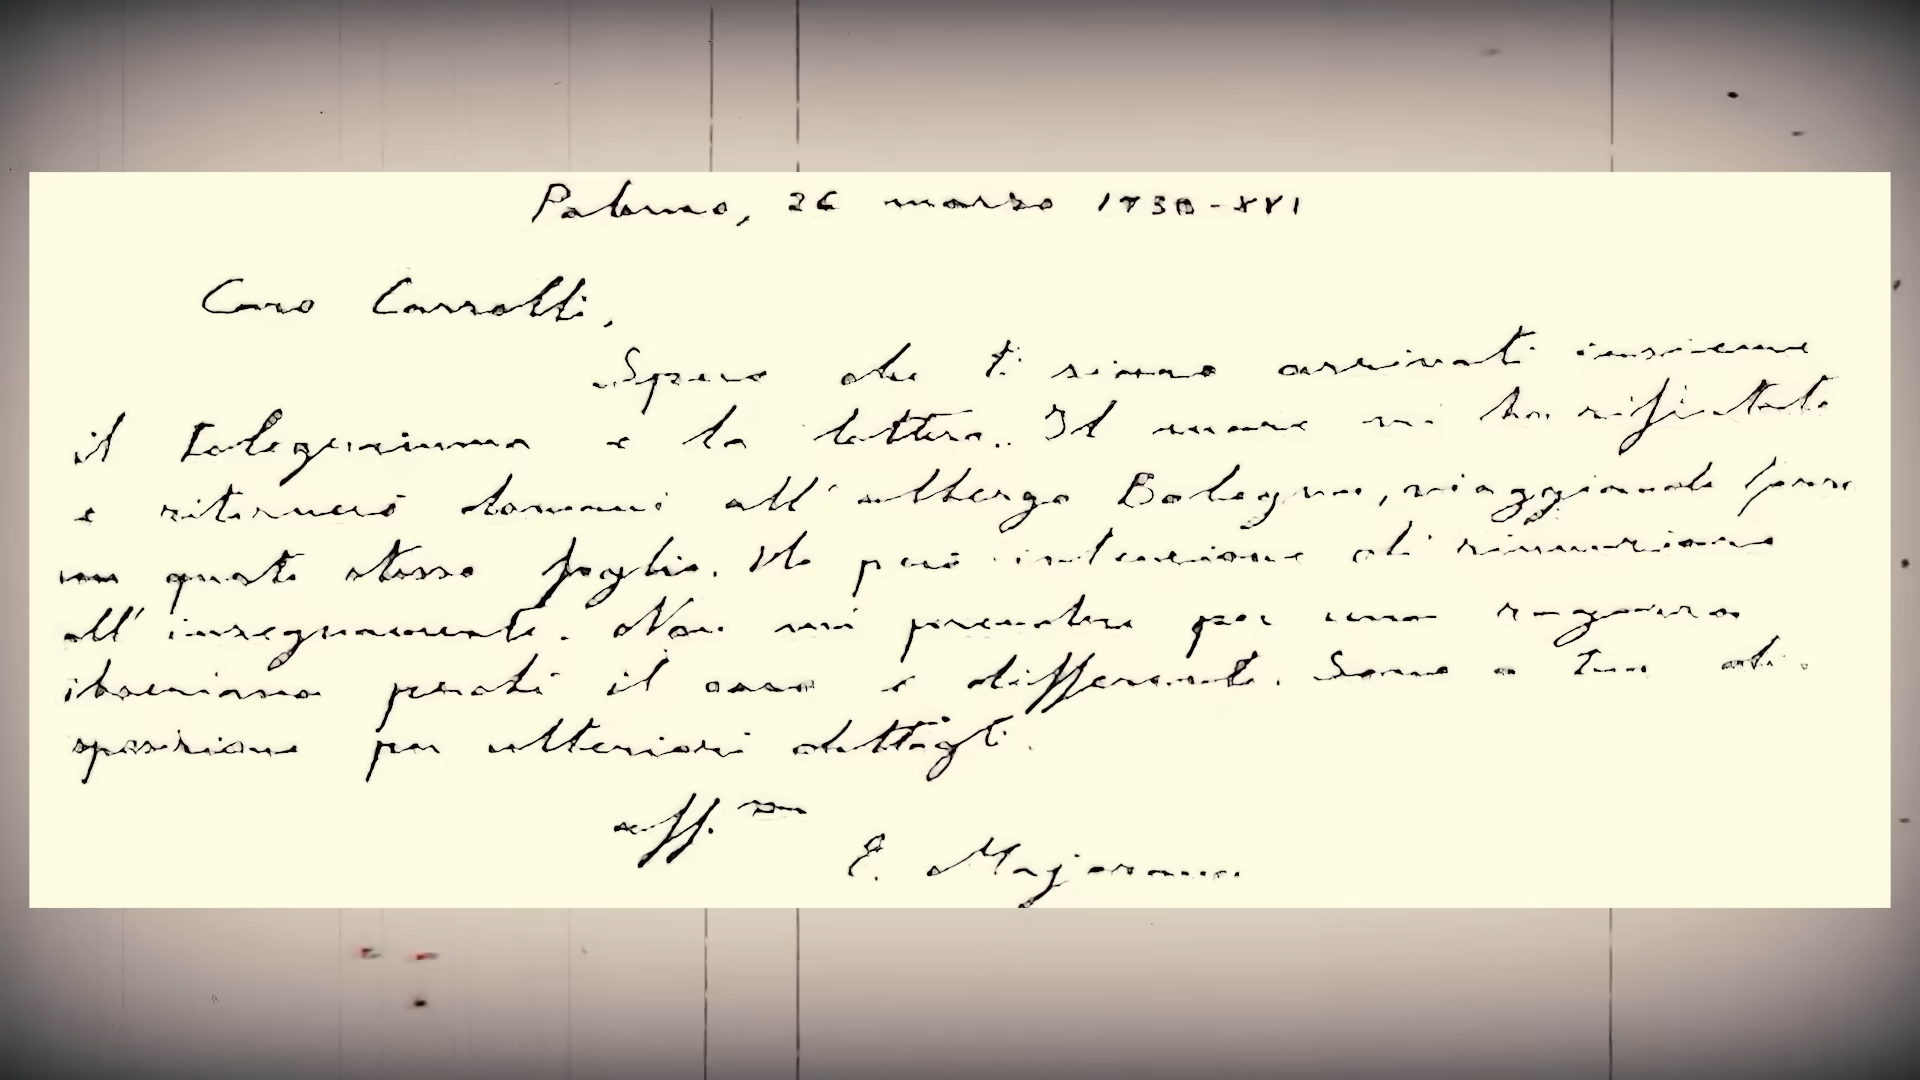 Palermo, 26 marzo 1938-XVI
Caro Carrelli,
Spero che ti siano arrivati insieme
il telegramma e la lettera. Il mare mi ha rifiutato
e ritornerò domani all'albergo Bologna, viaggiando forse
con questo stesso foglio. Ho però intenzione di rinunziare
all'insegnamento. Non mi prendere per una ragazza
ibseniana perché il caso è differente. Sono a tua di-
sposizione per ulteriori dettagli.
aff.mo
E. Majorana